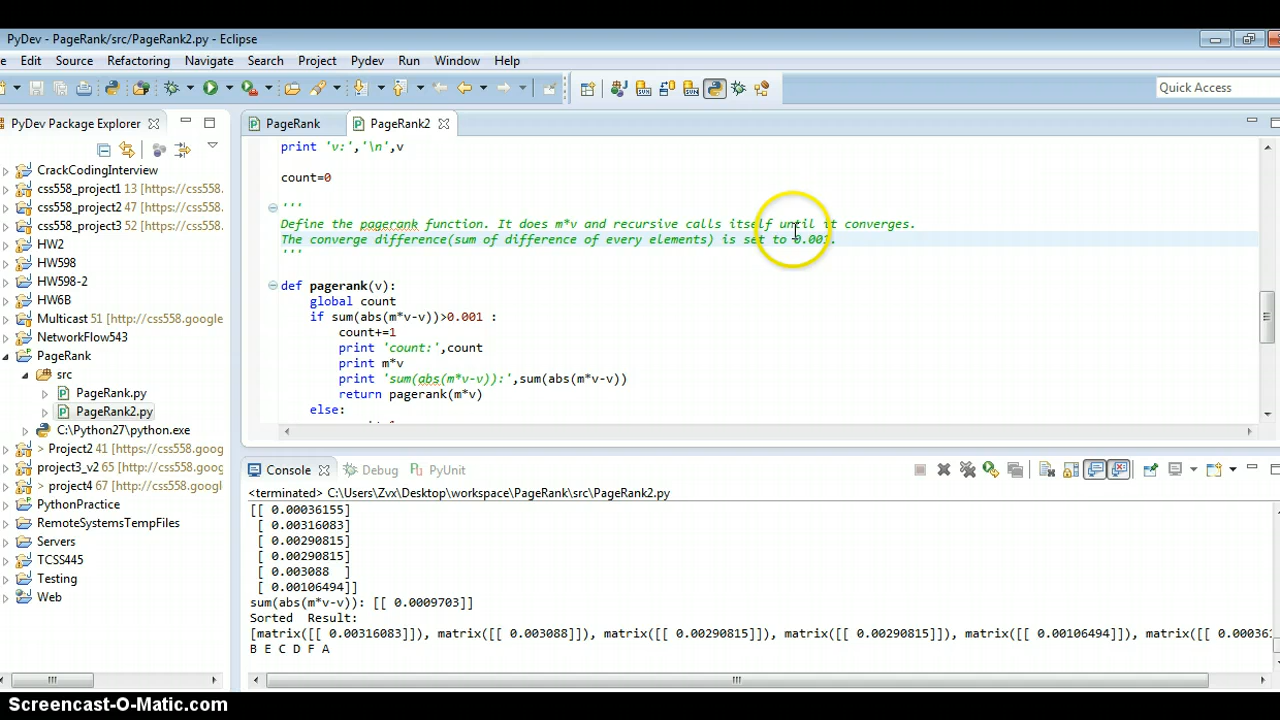 PyDev - PageRank/src/PageRank2.py - Eclipse
e Edit Source Refactoring Navigate Search Project Pydev Run Window Help
Quick Access
PyDev Package Explorer
PageRank PageRank2
CrackCodingInterview
css558_project1 13 [https://css558.
css558_project2 47 [https://css558.
css558_project3 52 [https://css558.
HW2
HW598
HW598-2
HW6B
Multicast 51 [http://css558.google
NetworkFlow543
PageRank
src
PageRank.py
PageRank2.py
C:\Python27\python.exe
> Project2 41 [https://css558.goog
project3_v2 65 [https://css558.goo
> project4 67 [https://css558.goog
PythonPractice
RemoteSystemsTempFiles
Servers
TCSS445
Testing
Web
print 'v:','\n',v
count=0
'''
Define the pagerank function. It does m*v and recursive calls itself until it converges.
The converge difference(sum of difference of every elements) is set to 0.001.
'''
def pagerank(v):
global count
if sum(abs(m*v-v))>0.001 :
count+=1
print 'count:',count
print m*v
print 'sum(abs(m*v-v)):',sum(abs(m*v-v))
return pagerank(m*v)
else:
Console Debug PyUnit
<terminated> C:\Users\Zvx\Desktop\workspace\PageRank\src\PageRank2.py
[[ 0.00036155]
[ 0.00316083]
[ 0.00290815]
[ 0.00290815]
[ 0.003088 ]
[ 0.00106494]]
sum(abs(m*v-v)): [[ 0.0009703]]
Sorted Result:
[matrix([[ 0.00316083]]), matrix([[ 0.003088]]), matrix([[ 0.00290815]]), matrix([[ 0.00290815]]), matrix([[ 0.00106494]]), matrix([[ 0.00036
B E C D F A
Screencast-O-Matic.com